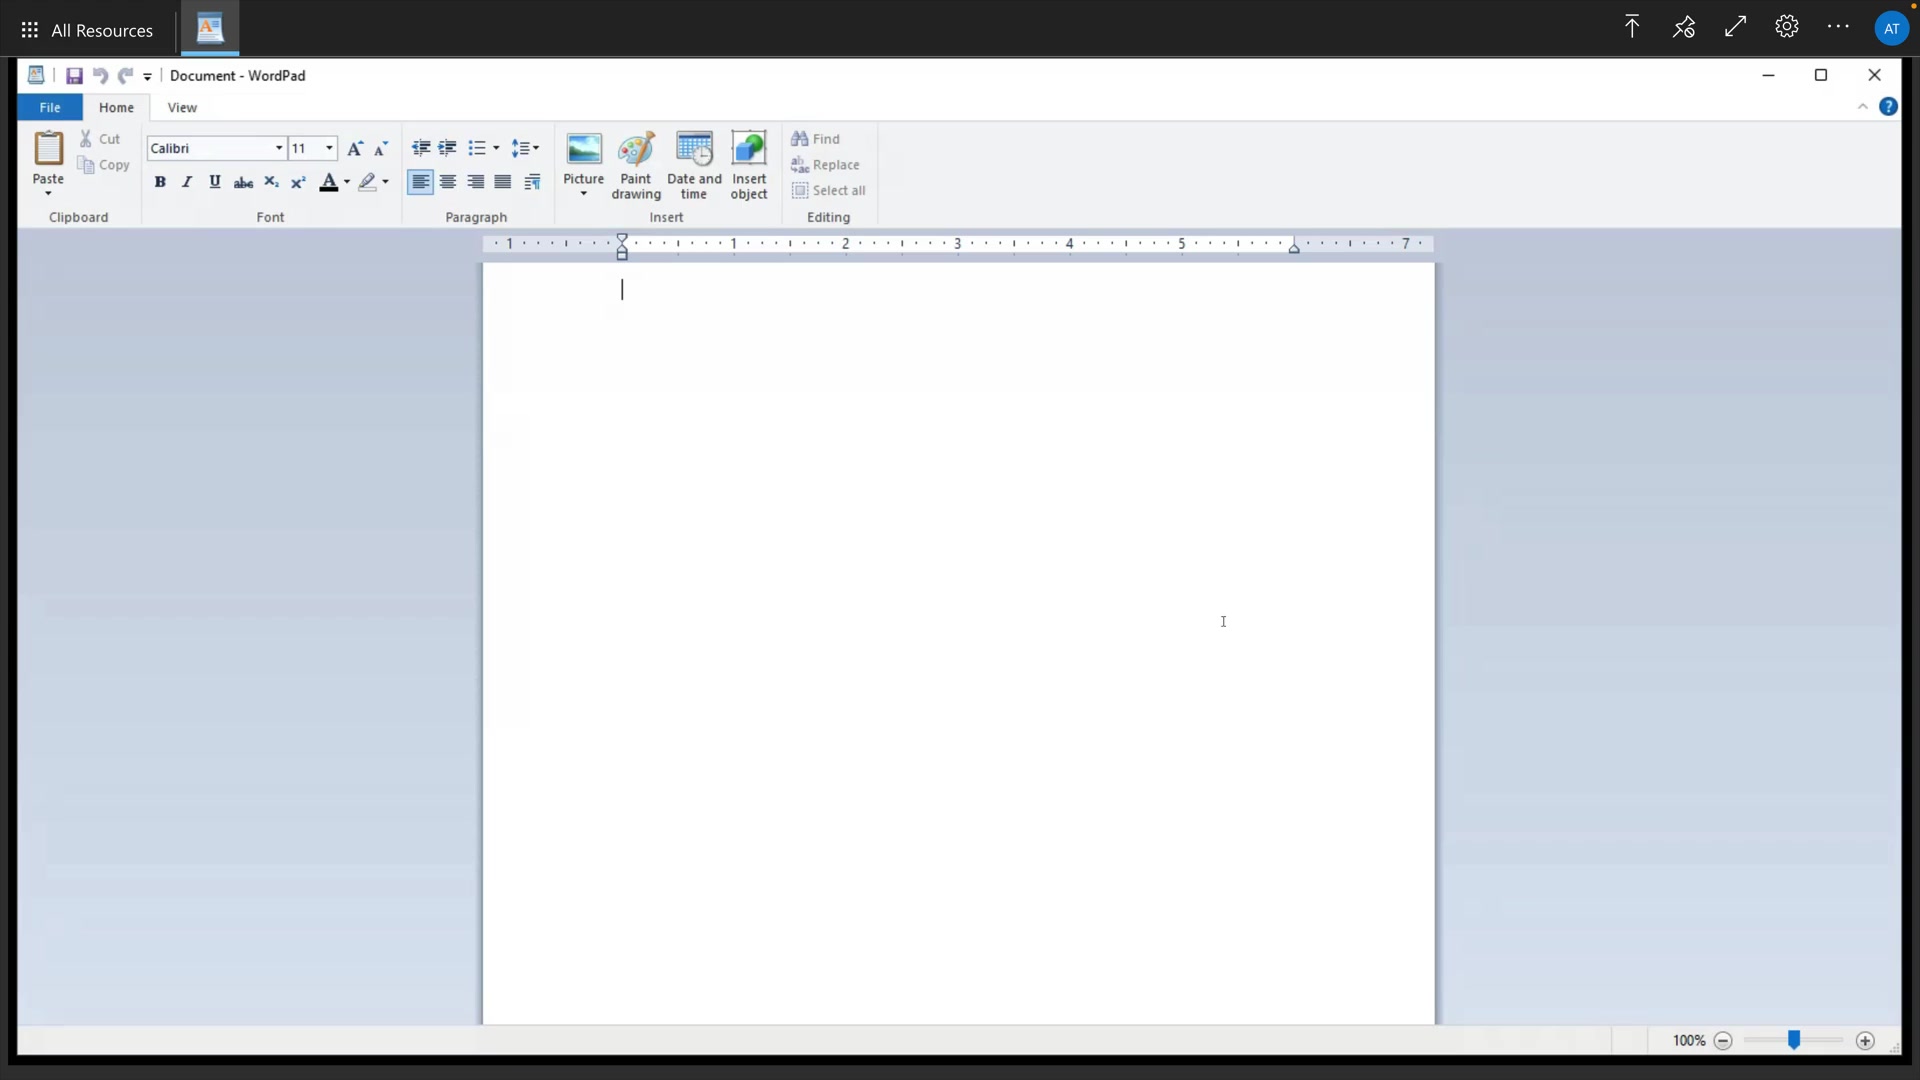 All Resources
AT
Document - WordPad
File Home View
Paste
Cut
Copy
Clipboard
Calibri 11
B I U abc X₂ X² A
Font
Paragraph
Picture
Paint drawing
Date and time
Insert object
Insert
Find
Replace
Select all
Editing
1 1 2 3 4 5 7
100%